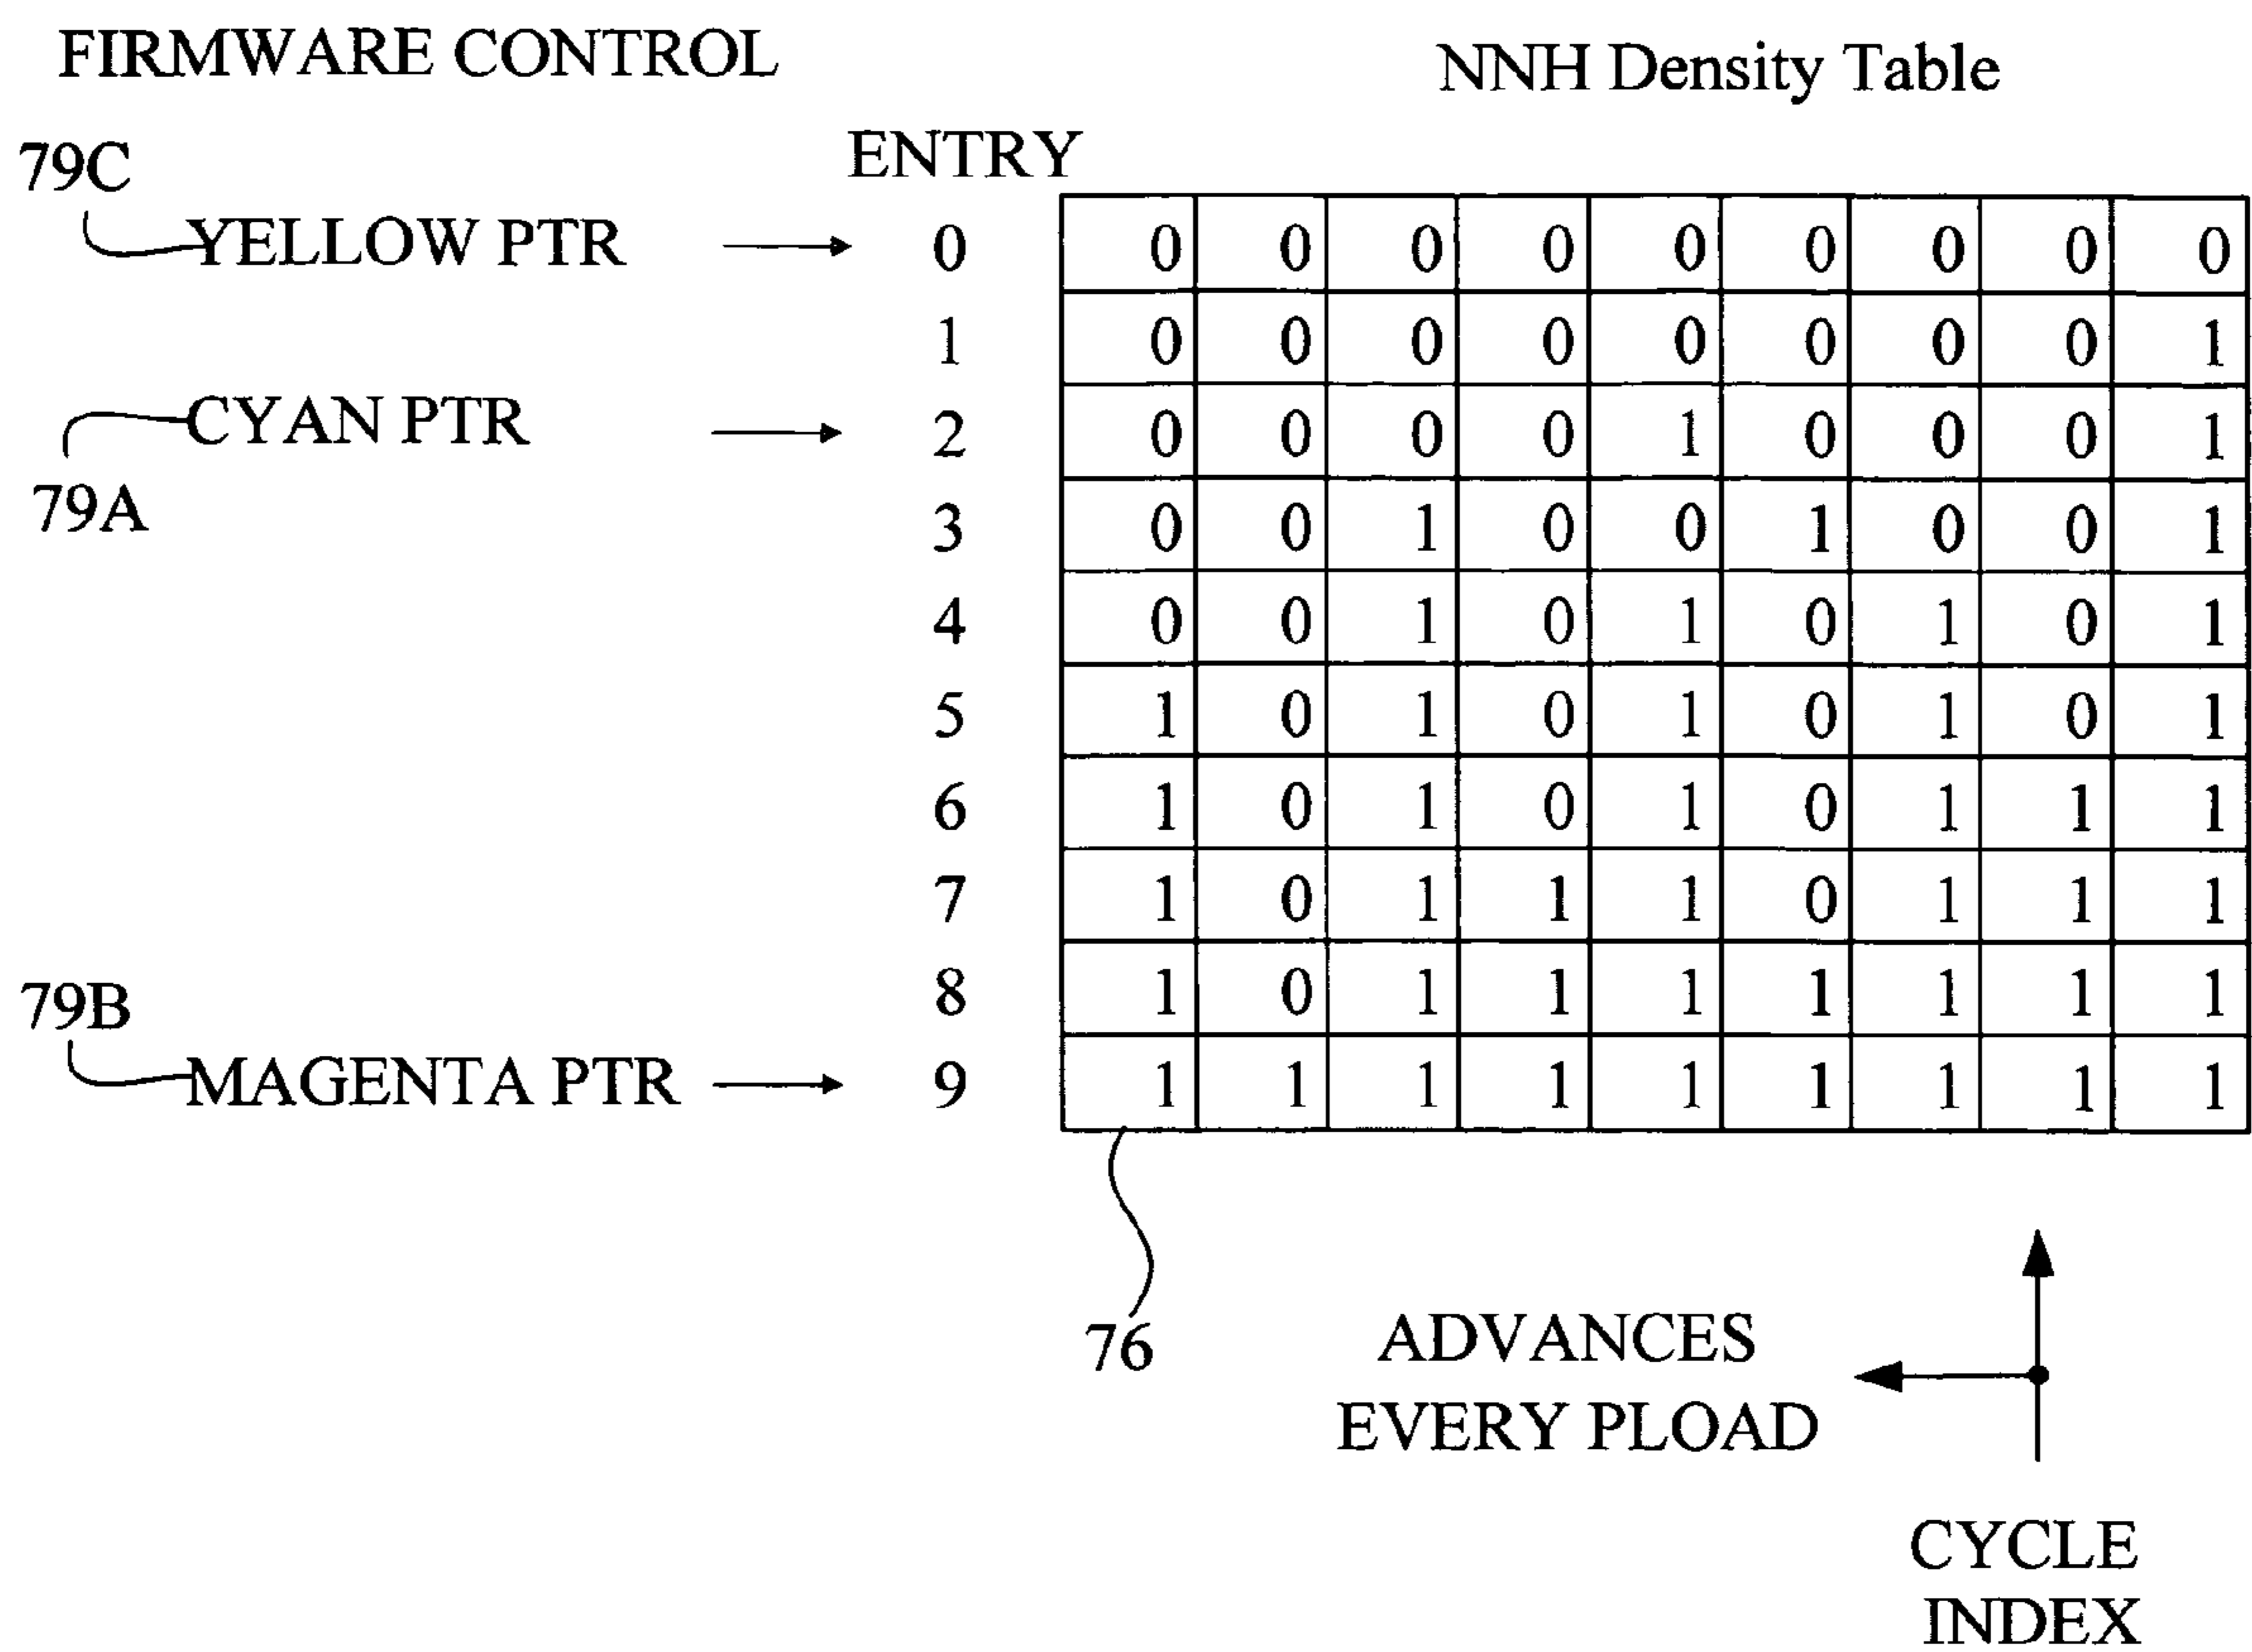 FIRMWARE CONTROL
NNH Density Table
ENTRY
79C
YELLOW PTR 0 0 0 0 0 0 0 0 0 0
1 0 0 0 0 0 0 0 0 1
CYAN PTR 2 0 0 0 0 1 0 0 0 1
79A
3 0 0 1 0 0 1 0 0 1
4 0 0 1 0 1 0 1 0 1
5 1 0 1 0 1 0 1 0 1
6 1 0 1 0 1 0 1 1 1
7 1 0 1 1 1 0 1 1 1
8 1 0 1 1 1 1 1 1 1
79B
MAGENTA PTR 9 1 1 1 1 1 1 1 1 1
76
ADVANCES
EVERY PLOAD
CYCLE
INDEX